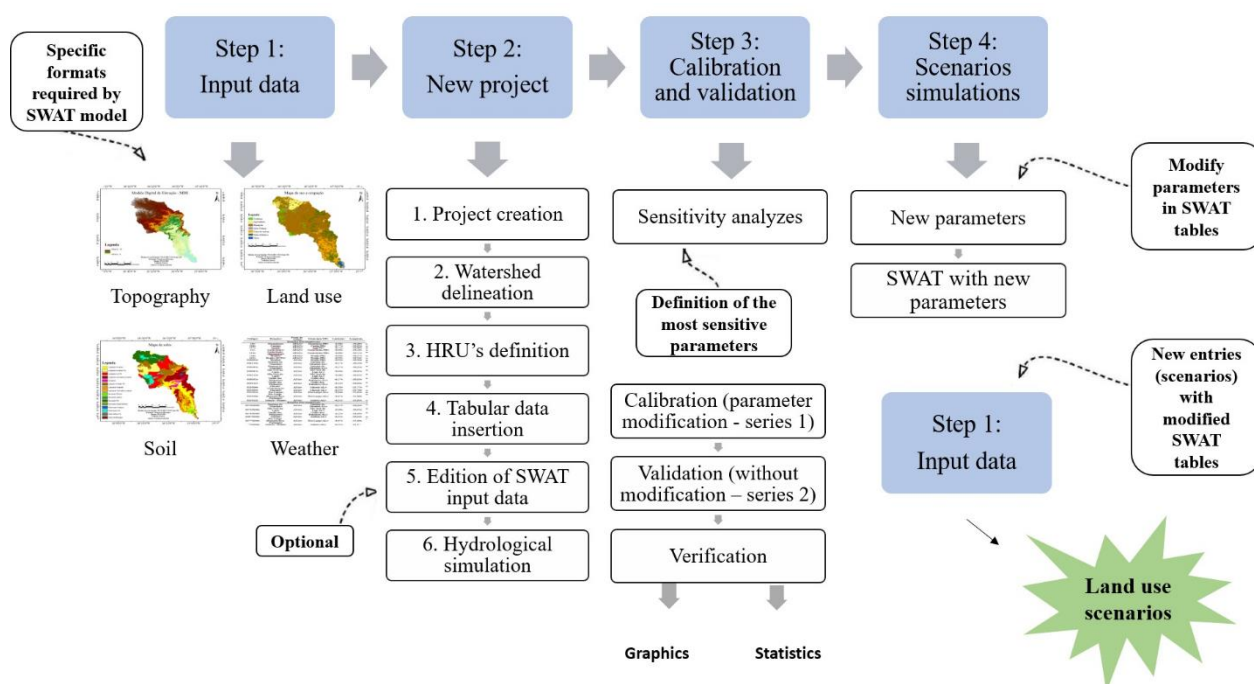 Specific
formats
required by
SWAT model
Step 1:
Input data
Step 2:
New project
Step 3:
Calibration
and validation
Step 4:
Scenarios
simulations
Topography
Land use
Soil
Weather
1. Project creation
2. Watershed
delineation
3. HRU's definition
4. Tabular data
insertion
5. Edition of SWAT
input data
6. Hydrological
simulation
Optional
Sensitivity analyzes
Definition of the
most sensitive
parameters
Calibration (parameter
modification - series 1)
Validation (without
modification – series 2)
Verification
Graphics
Statistics
New parameters
SWAT with new
parameters
Modify
parameters
in SWAT
tables
Step 1:
Input data
New entries
(scenarios)
with
modified
SWAT
tables
Land use
scenarios